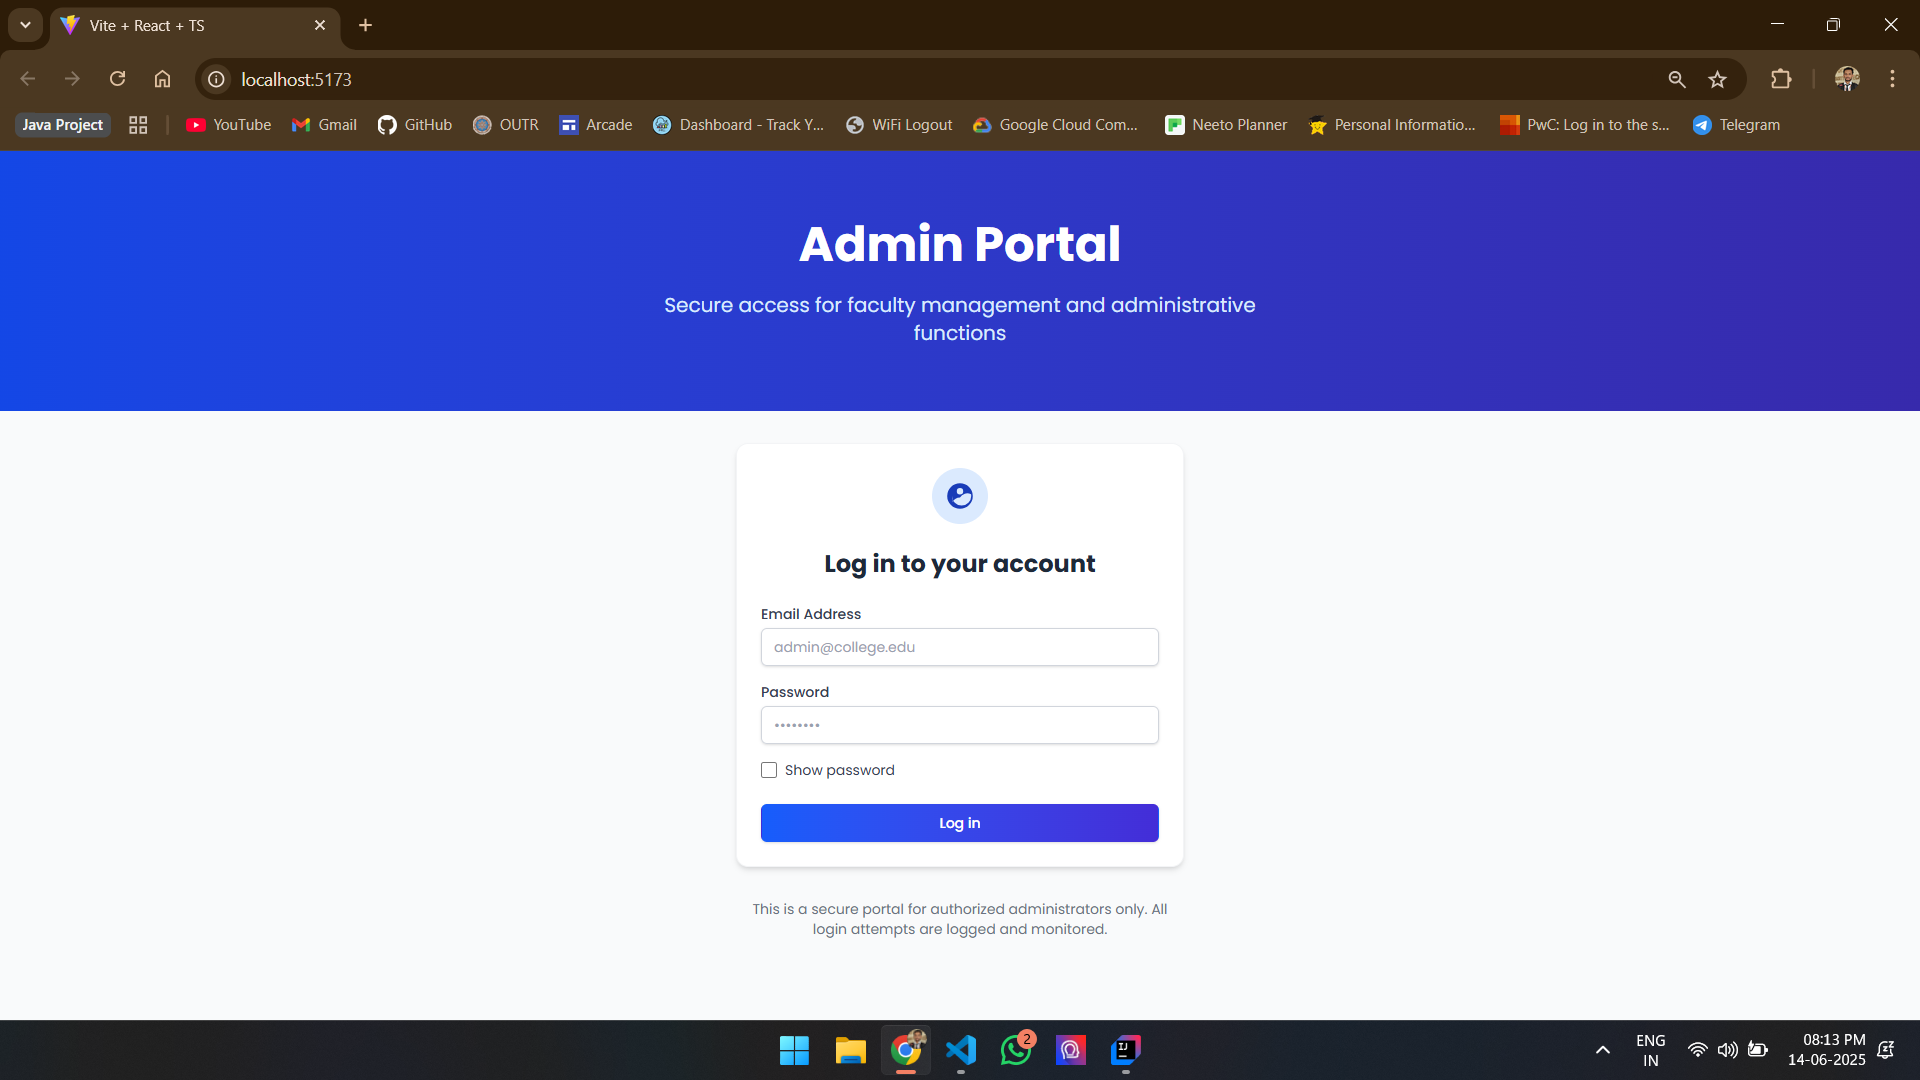 Vite + React + TS
localhost:5173
Java Project
YouTube
Gmail
GitHub
OUTR
Arcade
Dashboard - Track Y...
WiFi Logout
Google Cloud Com...
Neeto Planner
Personal Informatio...
PwC: Log in to the s...
Telegram
Admin Portal
Secure access for faculty management and administrative
functions
Log in to your account
Email Address
admin@college.edu
Password
••••••••
Show password
Log in
This is a secure portal for authorized administrators only. All
login attempts are logged and monitored.
2
IJ
ENG
IN
08:13 PM
14-06-2025